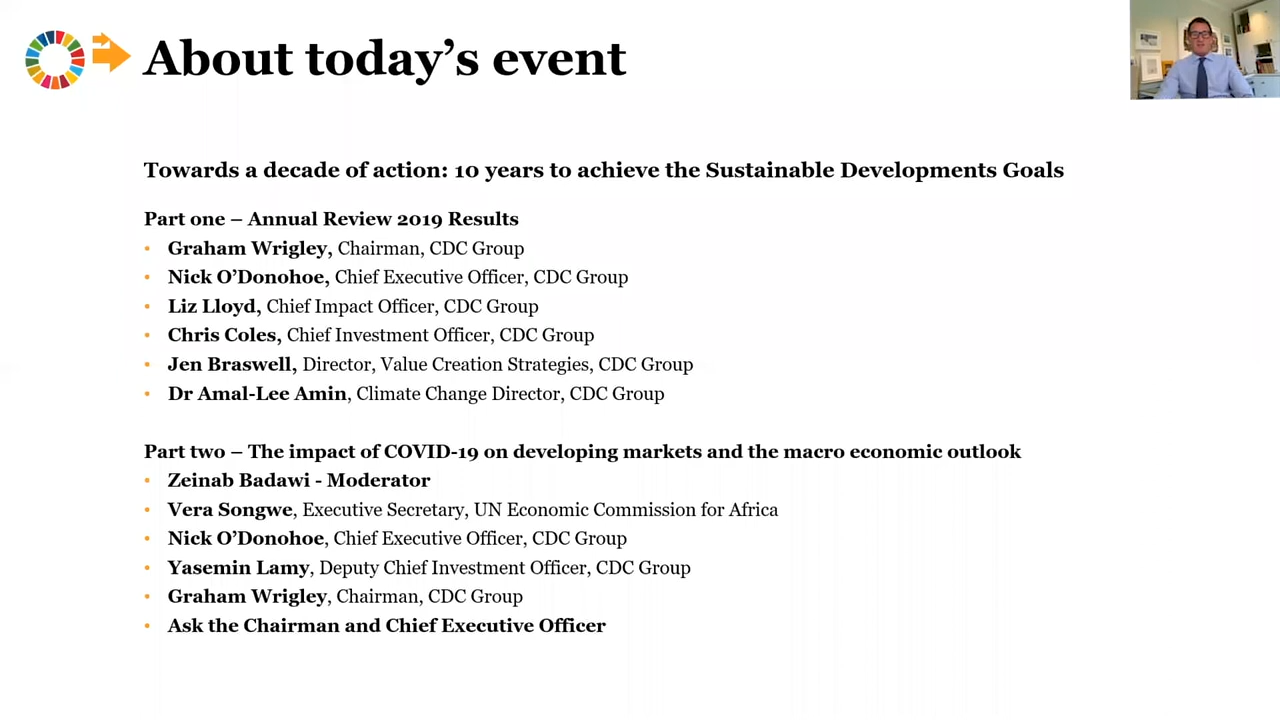 About today’s event
Towards a decade of action: 10 years to achieve the Sustainable Developments Goals
Part one – Annual Review 2019 Results
• Graham Wrigley, Chairman, CDC Group
• Nick O’Donohoe, Chief Executive Officer, CDC Group
• Liz Lloyd, Chief Impact Officer, CDC Group
• Chris Coles, Chief Investment Officer, CDC Group
• Jen Braswell, Director, Value Creation Strategies, CDC Group
• Dr Amal-Lee Amin, Climate Change Director, CDC Group
Part two – The impact of COVID-19 on developing markets and the macro economic outlook
• Zeinab Badawi - Moderator
• Vera Songwe, Executive Secretary, UN Economic Commission for Africa
• Nick O’Donohoe, Chief Executive Officer, CDC Group
• Yasemin Lamy, Deputy Chief Investment Officer, CDC Group
• Graham Wrigley, Chairman, CDC Group
• Ask the Chairman and Chief Executive Officer